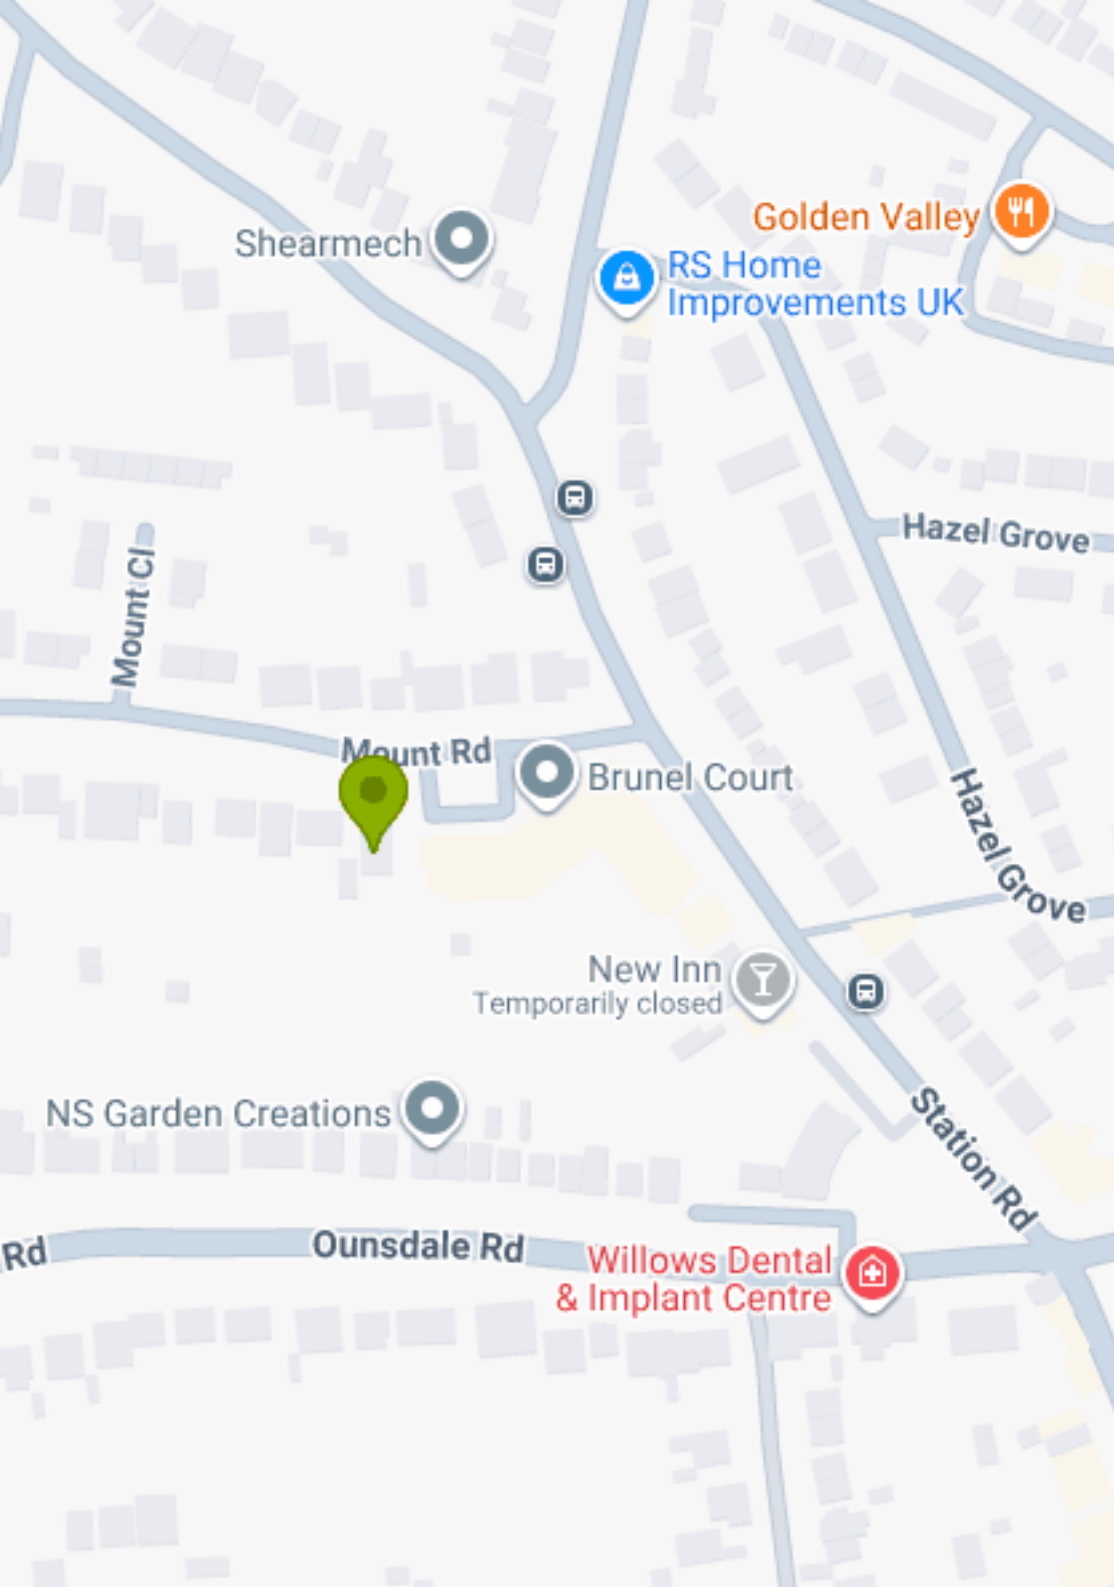 Golden Valley
Shearmech
RS Home
Improvements UK
Hazel Grove
Mount Cl
Mount Rd
Brunel Court
Hazel Grove
New Inn
Temporarily closed
NS Garden Creations
Station Rd
Rd
Ounsdale Rd
Willows Dental
& Implant Centre